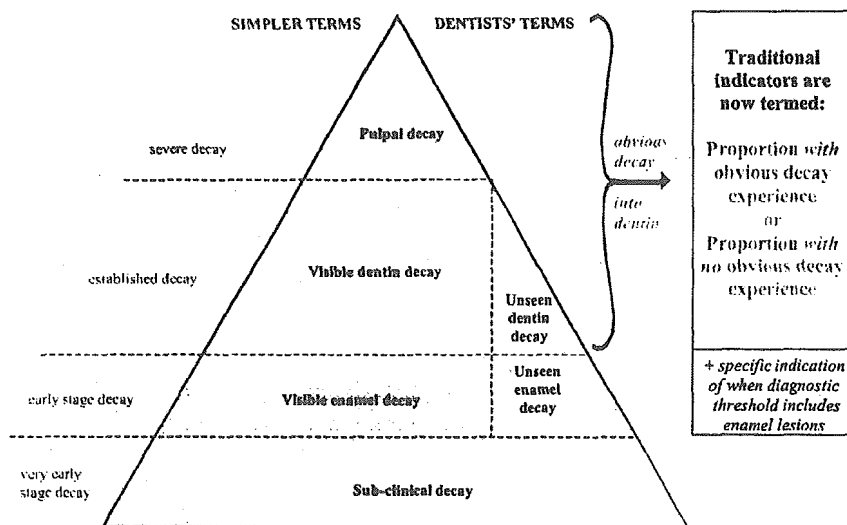 SIMPLER TERMS
DENTISTS' TERMS
severe decay
Pulpal decay
established decay
Visible dentin decay
Unseen
dentin
decay
early stage decay
Visible enamel decay
Unseen
enamel
decay
very early
stage decay
Sub-clinical decay
obvious
decay
into
dentin
Traditional
indicators are
now termed:
Proportion with
obvious decay
experience
or
Proportion with
no obvious decay
experience
+ specific indication
of when diagnostic
threshold includes
enamel lesions